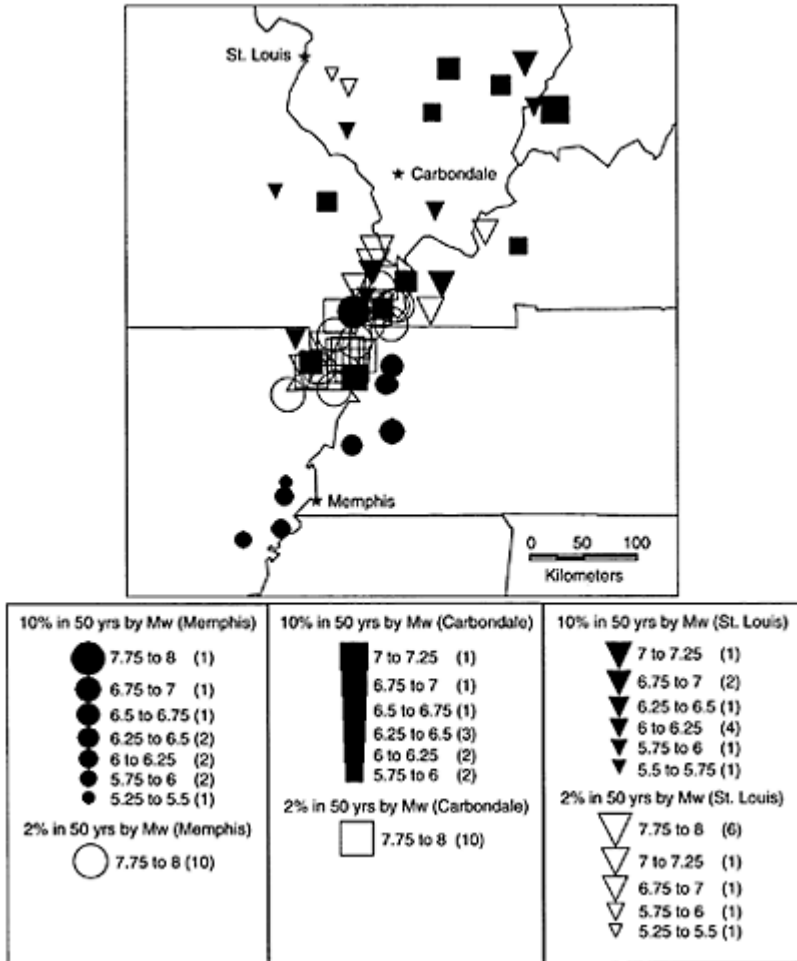 St. Louis
Carbondale
Memphis
0 50 100
Kilometers
10% in 50 yrs by Mw (Memphis)
7.75 to 8 (1)
6.75 to 7 (1)
6.5 to 6.75 (1)
6.25 to 6.5 (2)
6 to 6.25 (2)
5.75 to 6 (2)
5.25 to 5.5 (1)
2% in 50 yrs by Mw (Memphis)
7.75 to 8 (10)
10% in 50 yrs by Mw (Carbondale)
7 to 7.25 (1)
6.75 to 7 (1)
6.5 to 6.75 (1)
6.25 to 6.5 (3)
6 to 6.25 (2)
5.75 to 6 (2)
2% in 50 yrs by Mw (Carbondale)
7.75 to 8 (10)
10% in 50 yrs by Mw (St. Louis)
7 to 7.25 (1)
6.75 to 7 (2)
6.25 to 6.5 (1)
6 to 6.25 (4)
5.75 to 6 (1)
5.5 to 5.75 (1)
2% in 50 yrs by Mw (St. Louis)
7.75 to 8 (6)
7 to 7.25 (1)
6.75 to 7 (1)
5.75 to 6 (1)
5.25 to 5.5 (1)